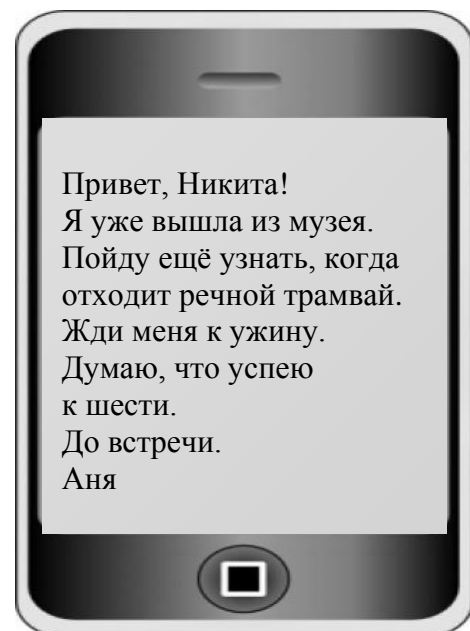 Привет, Никита!
Я уже вышла из музея.
Пойду ещё узнать, когда
отходит речной трамвай.
Жди меня к ужину.
Думаю, что успею
к шести.
До встречи.
Аня